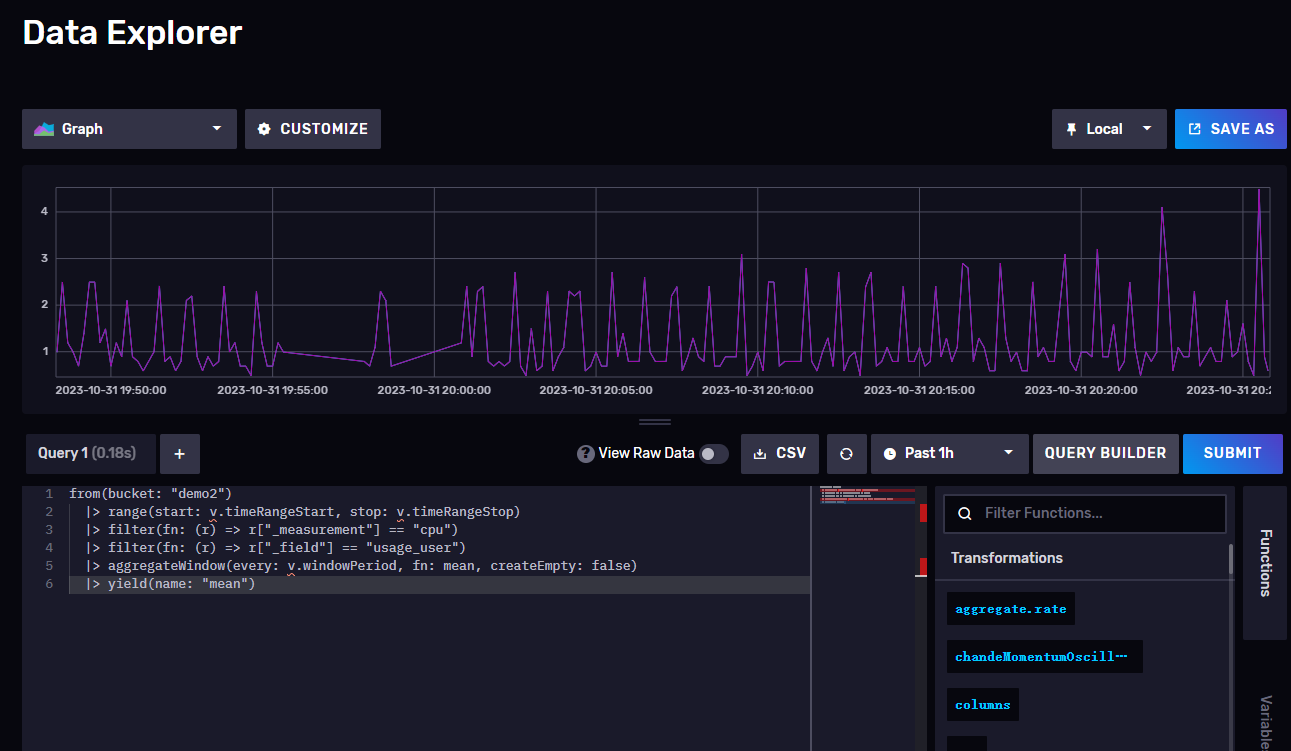 Data Explorer
Graph
CUSTOMIZE
Local
SAVE AS
4
3
2
1
2023-10-31 19:50:00
2023-10-31 19:55:00
2023-10-31 20:00:00
2023-10-31 20:05:00
2023-10-31 20:10:00
2023-10-31 20:15:00
2023-10-31 20:20:00
2023-10-31 20:2
Query 1 (0.18s)
+
? View Raw Data
CSV
Past 1h
QUERY BUILDER
SUBMIT
1 from(bucket: "demo2")
2 |> range(start: v.timeRangeStart, stop: v.timeRangeStop)
3 |> filter(fn: (r) => r["_measurement"] == "cpu")
4 |> filter(fn: (r) => r["_field"] == "usage_user")
5 |> aggregateWindow(every: v.windowPeriod, fn: mean, createEmpty: false)
6 |> yield(name: "mean")
Filter Functions...
Transformations
aggregate.rate
chandeMomentumOscill⋯
columns
Functions
Variable